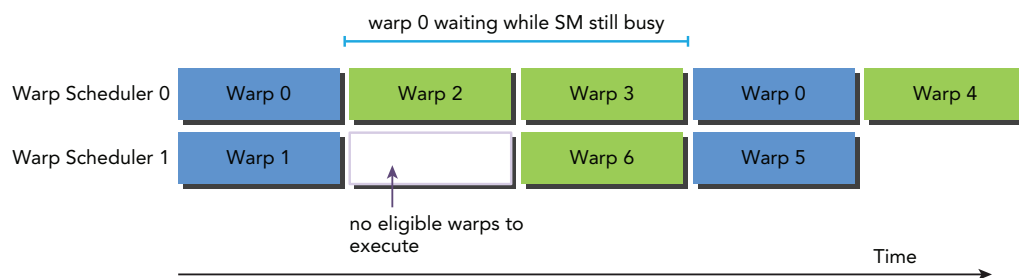 warp 0 waiting while SM still busy
Warp Scheduler 0 Warp 0 Warp 2 Warp 3 Warp 0 Warp 4
Warp Scheduler 1 Warp 1 Warp 6 Warp 5
no eligible warps to
execute
Time